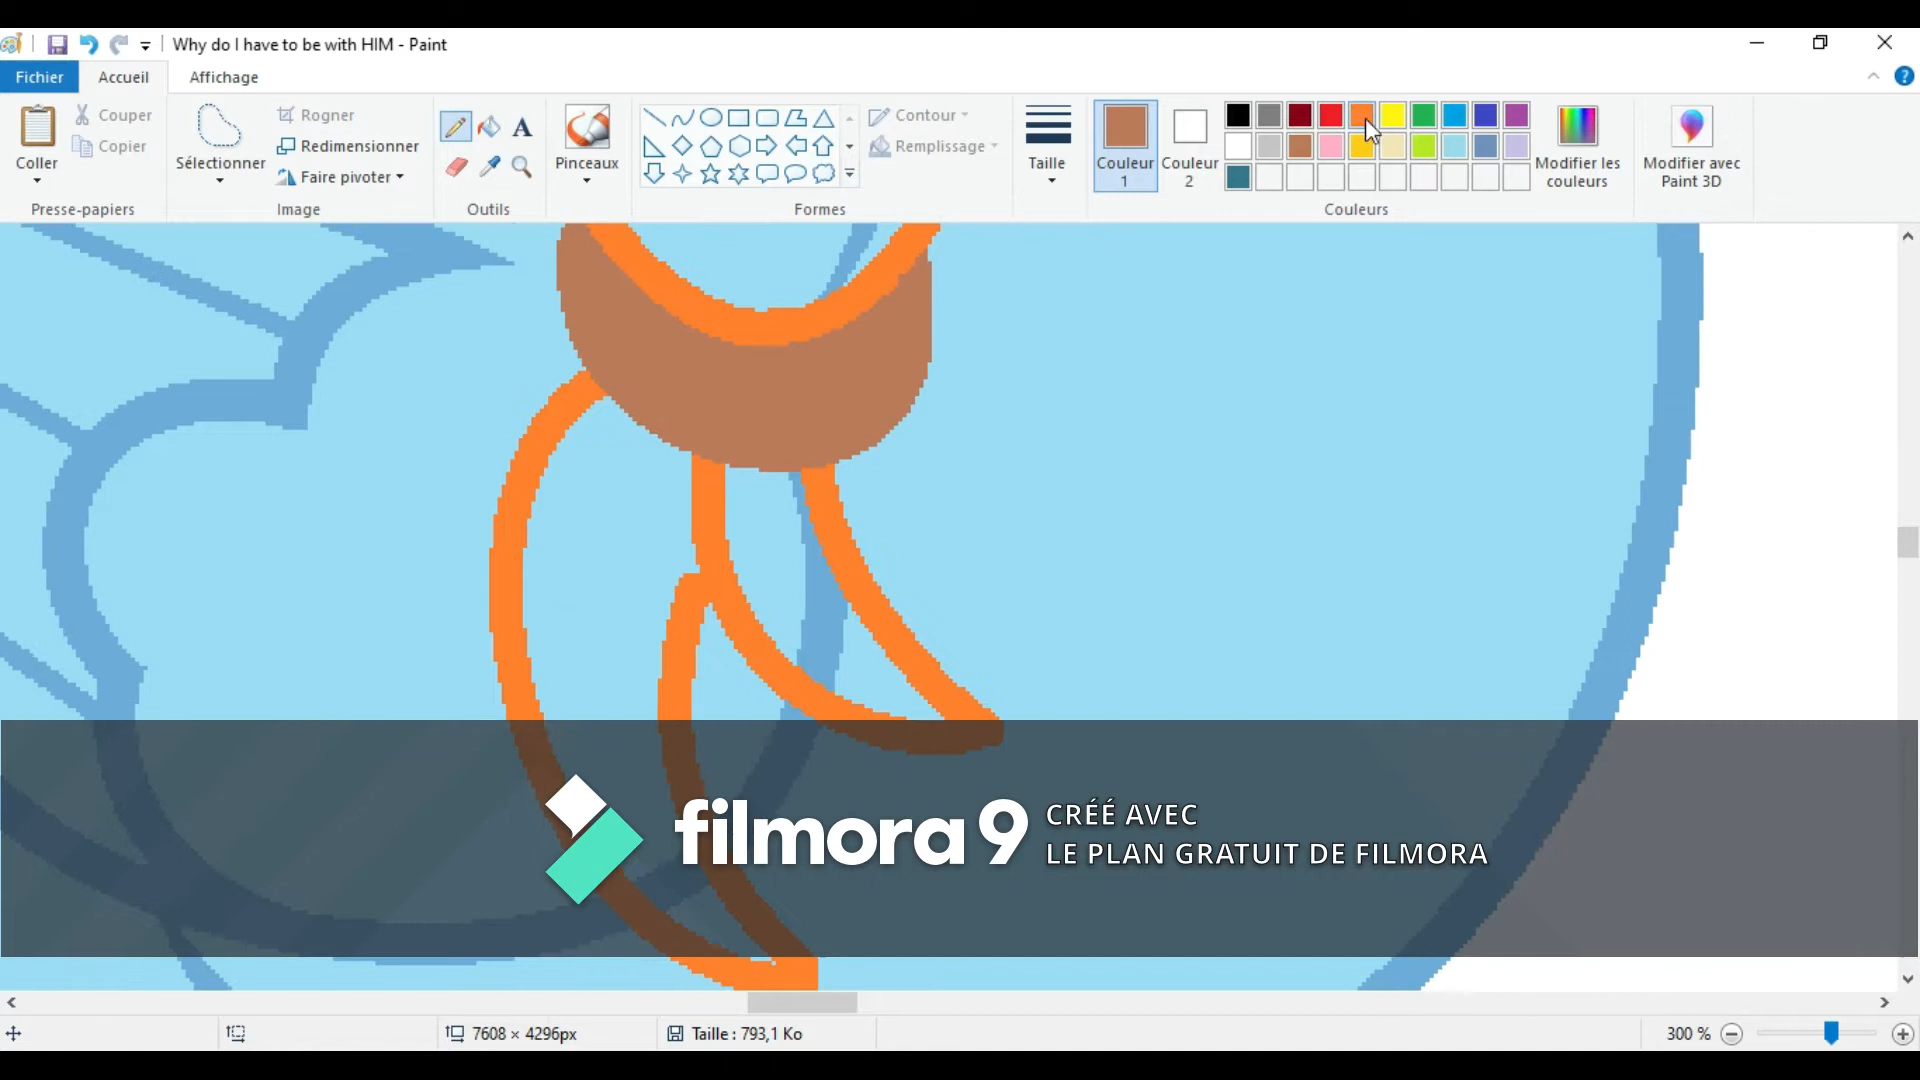 Why do I have to be with HIM - Paint
Fichier
Accueil
Affichage
Coller
Couper
Copier
Presse-papiers
Sélectionner
Rogner
Redimensionner
Faire pivoter
Image
A
Outils
Pinceaux
Contour
Remplissage
Formes
Taille
Couleur
1
Couleur
2
Modifier les
couleurs
Modifier avec
Paint 3D
Couleurs
?
filmora 9
CRÉÉ AVEC
LE PLAN GRATUIT DE FILMORA
7608 × 4296px
Taille : 793,1 Ko
300 %